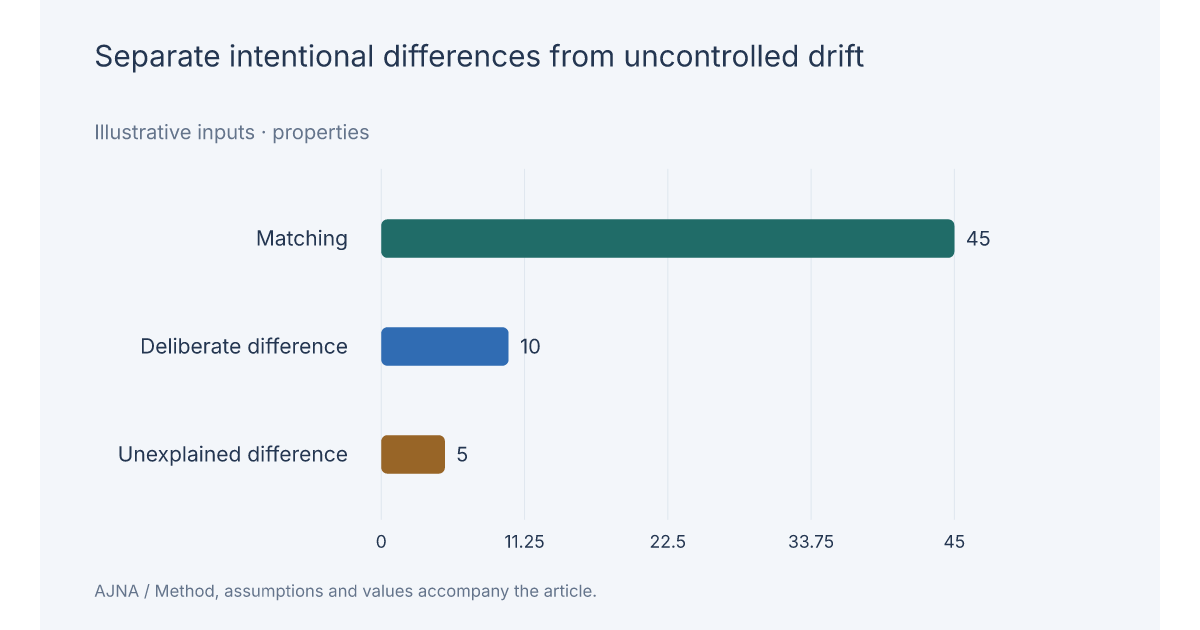 Separate intentional differences from uncontrolled drift
Illustrative inputs · properties
Matching 45
Deliberate difference 10
Unexplained difference 5
0 11.25 22.5 33.75 45
AJNA / Method, assumptions and values accompany the article.